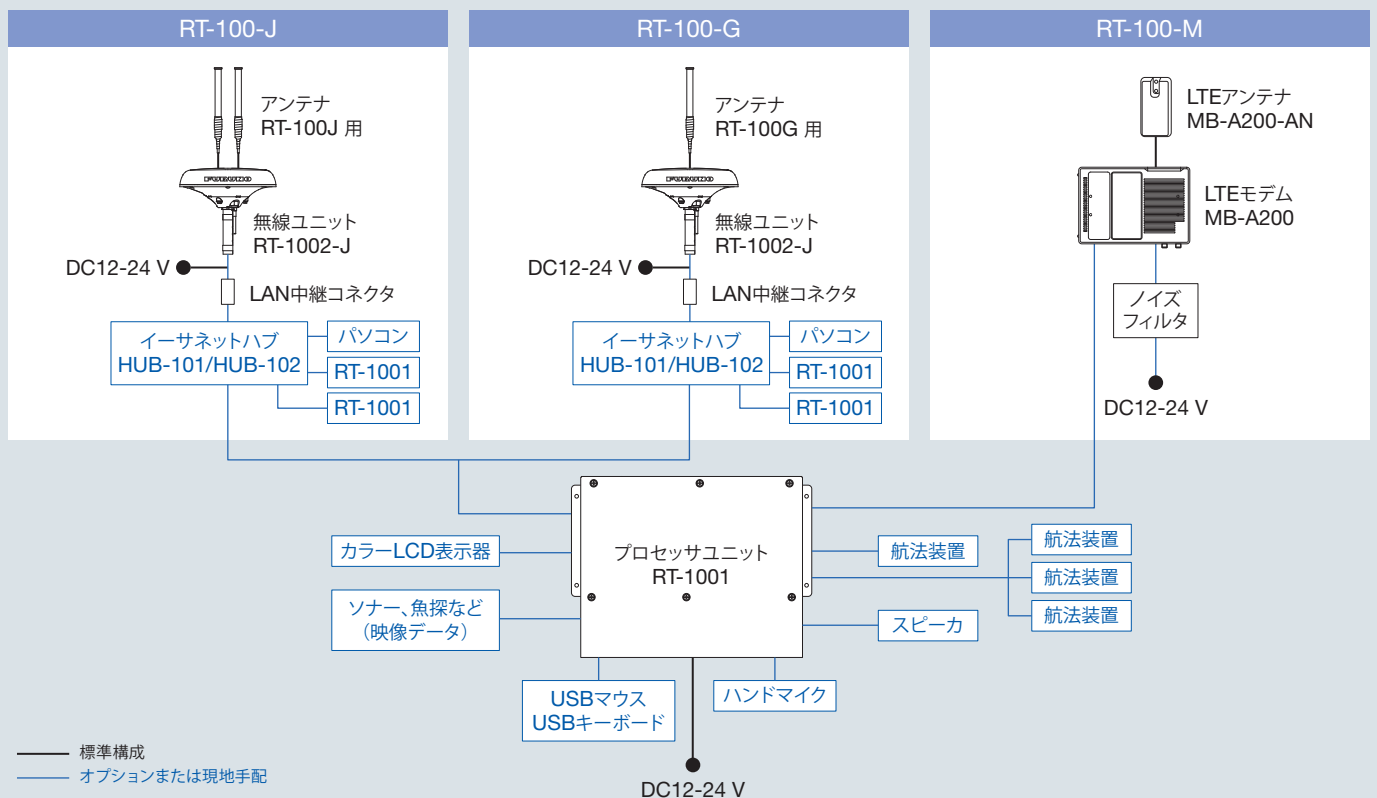 RT-100-J
アンテナ
RT-100J 用
FURUNO
無線ユニット
RT-1002-J
DC12-24 V
LAN中継コネクタ
イーサネットハブ
HUB-101/HUB-102
パソコン
RT-1001
RT-1001
RT-100-G
アンテナ
RT-100G 用
FURUNO
無線ユニット
RT-1002-J
DC12-24 V
LAN中継コネクタ
イーサネットハブ
HUB-101/HUB-102
パソコン
RT-1001
RT-1001
RT-100-M
LTEアンテナ
MB-A200-AN
LTEモデム
MB-A200
ノイズ
フィルタ
DC12-24 V
プロセッサユニット
RT-1001
カラーLCD表示器
ソナー、魚探など
（映像データ）
USBマウス
USBキーボード
ハンドマイク
航法装置
スピーカ
航法装置
航法装置
航法装置
DC12-24 V
標準構成
オプションまたは現地手配